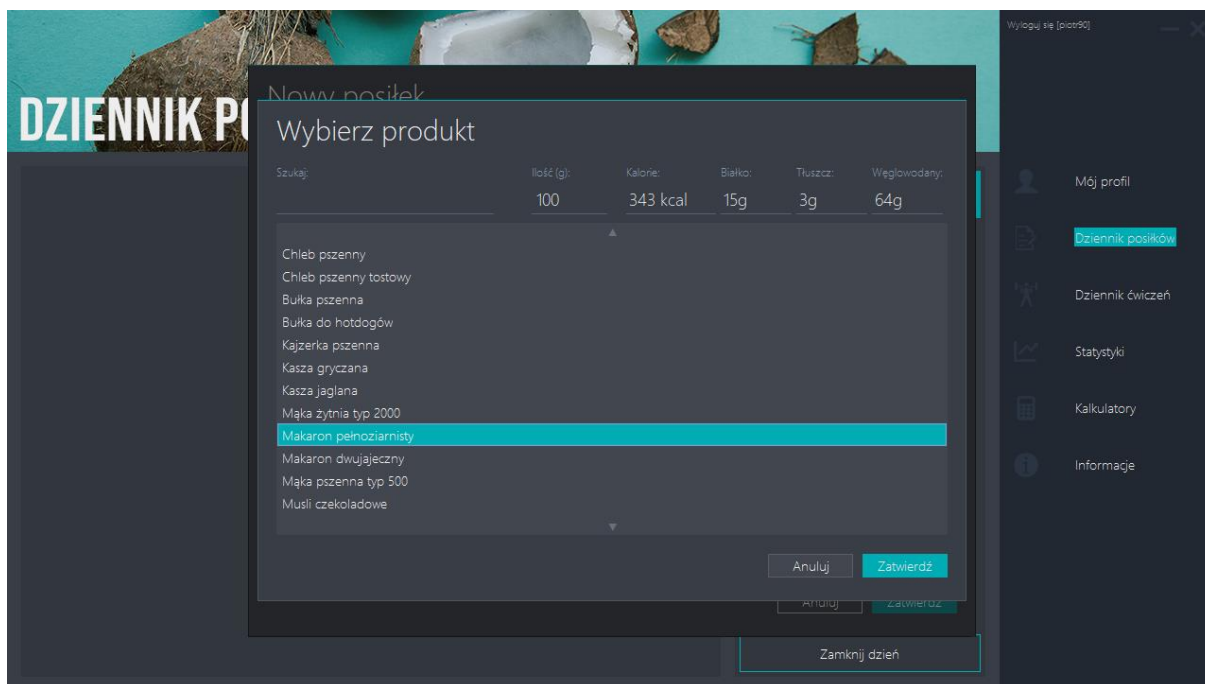 Wyloguj się [piotr90]
DZIENNIK PO
Nowy posiłek
Wybierz produkt
Szukaj: Ilość (g): Kalorie: Białko: Tłuszcz: Węglowodany:
100 343 kcal 15g 3g 64g
Chleb pszenny
Chleb pszenny tostowy
Bułka pszenna
Bułka do hotdogów
Kajzerka pszenna
Kasza gryczana
Kasza jaglana
Mąka żytnia typ 2000
Makaron pełnoziarnisty
Makaron dwujajeczny
Mąka pszenna typ 500
Musli czekoladowe
Anuluj Zatwierdź
Anuluj Zatwierdź
Zamknij dzień
Mój profil
Dziennik posiłków
Dziennik ćwiczeń
Statystyki
Kalkulatory
Informacje